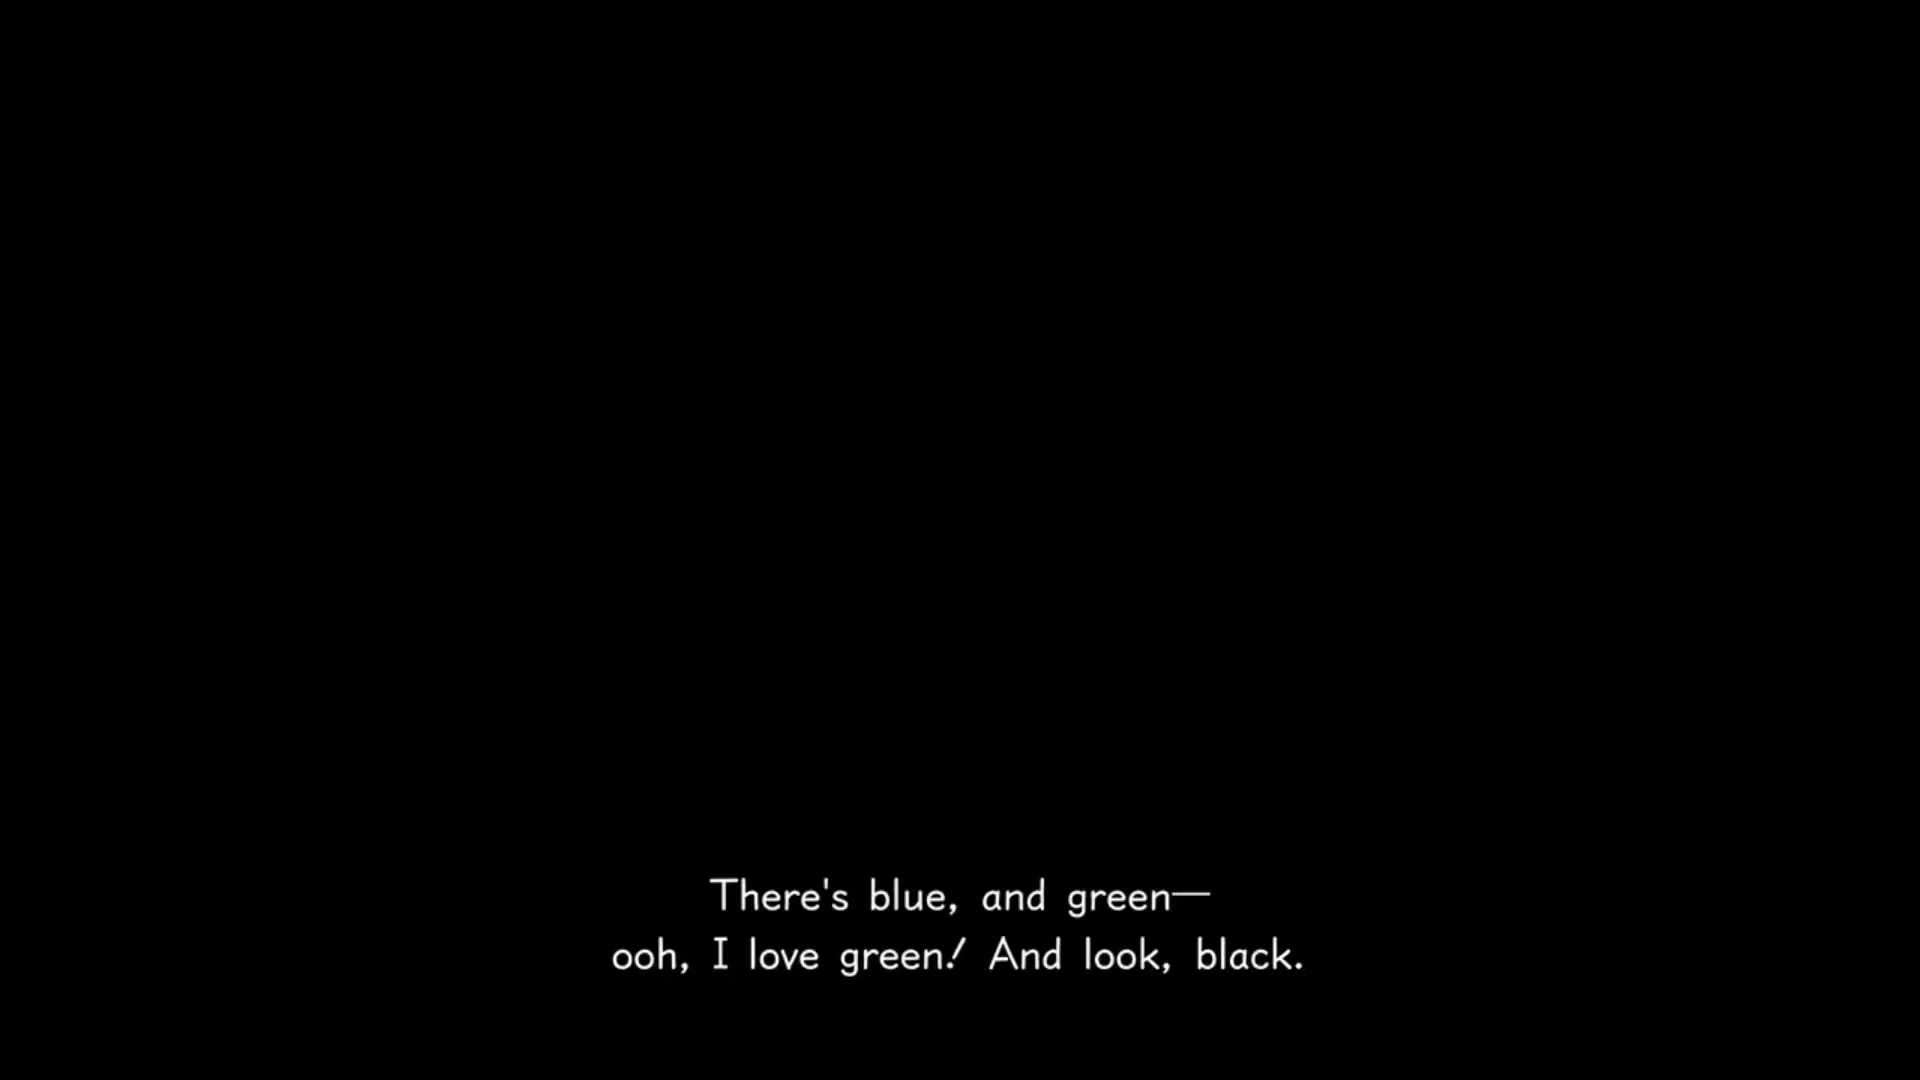 There's blue, and green—
ooh, I love green! And look, black.